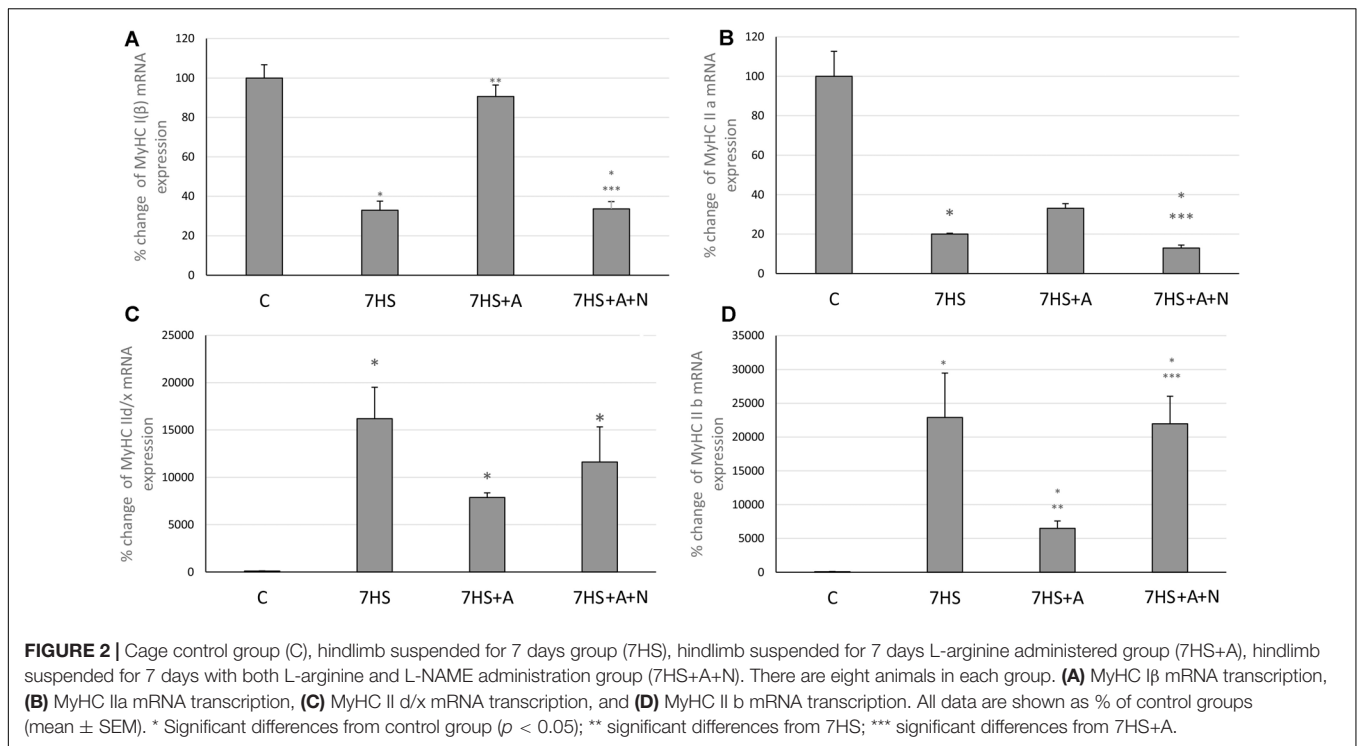 A
% change of MyHC I(β) mRNA
expression
120
100
80
60
40
20
0
**
*
*
***
C 7HS 7HS+A 7HS+A+N
B
% change of MyHC II a mRNA
expression
120
100
80
60
40
20
0
*
*
***
C 7HS 7HS+A 7HS+A+N
C
% change of MyHC IId/x mRNA
expression
25000
20000
15000
10000
5000
0
*
*
*
C 7HS 7HS+A 7HS+A+N
D
% change of MyHC II b mRNA
expression
35000
30000
25000
20000
15000
10000
5000
0
*
*
**
*
***
C 7HS 7HS+A 7HS+A+N
FIGURE 2 | Cage control group (C), hindlimb suspended for 7 days group (7HS), hindlimb suspended for 7 days L-arginine administered group (7HS+A), hindlimb
suspended for 7 days with both L-arginine and L-NAME administration group (7HS+A+N). There are eight animals in each group. (A) MyHC Iβ mRNA transcription,
(B) MyHC IIa mRNA transcription, (C) MyHC II d/x mRNA transcription, and (D) MyHC II b mRNA transcription. All data are shown as % of control groups
(mean ± SEM). * Significant differences from control group (p < 0.05); ** significant differences from 7HS; *** significant differences from 7HS+A.